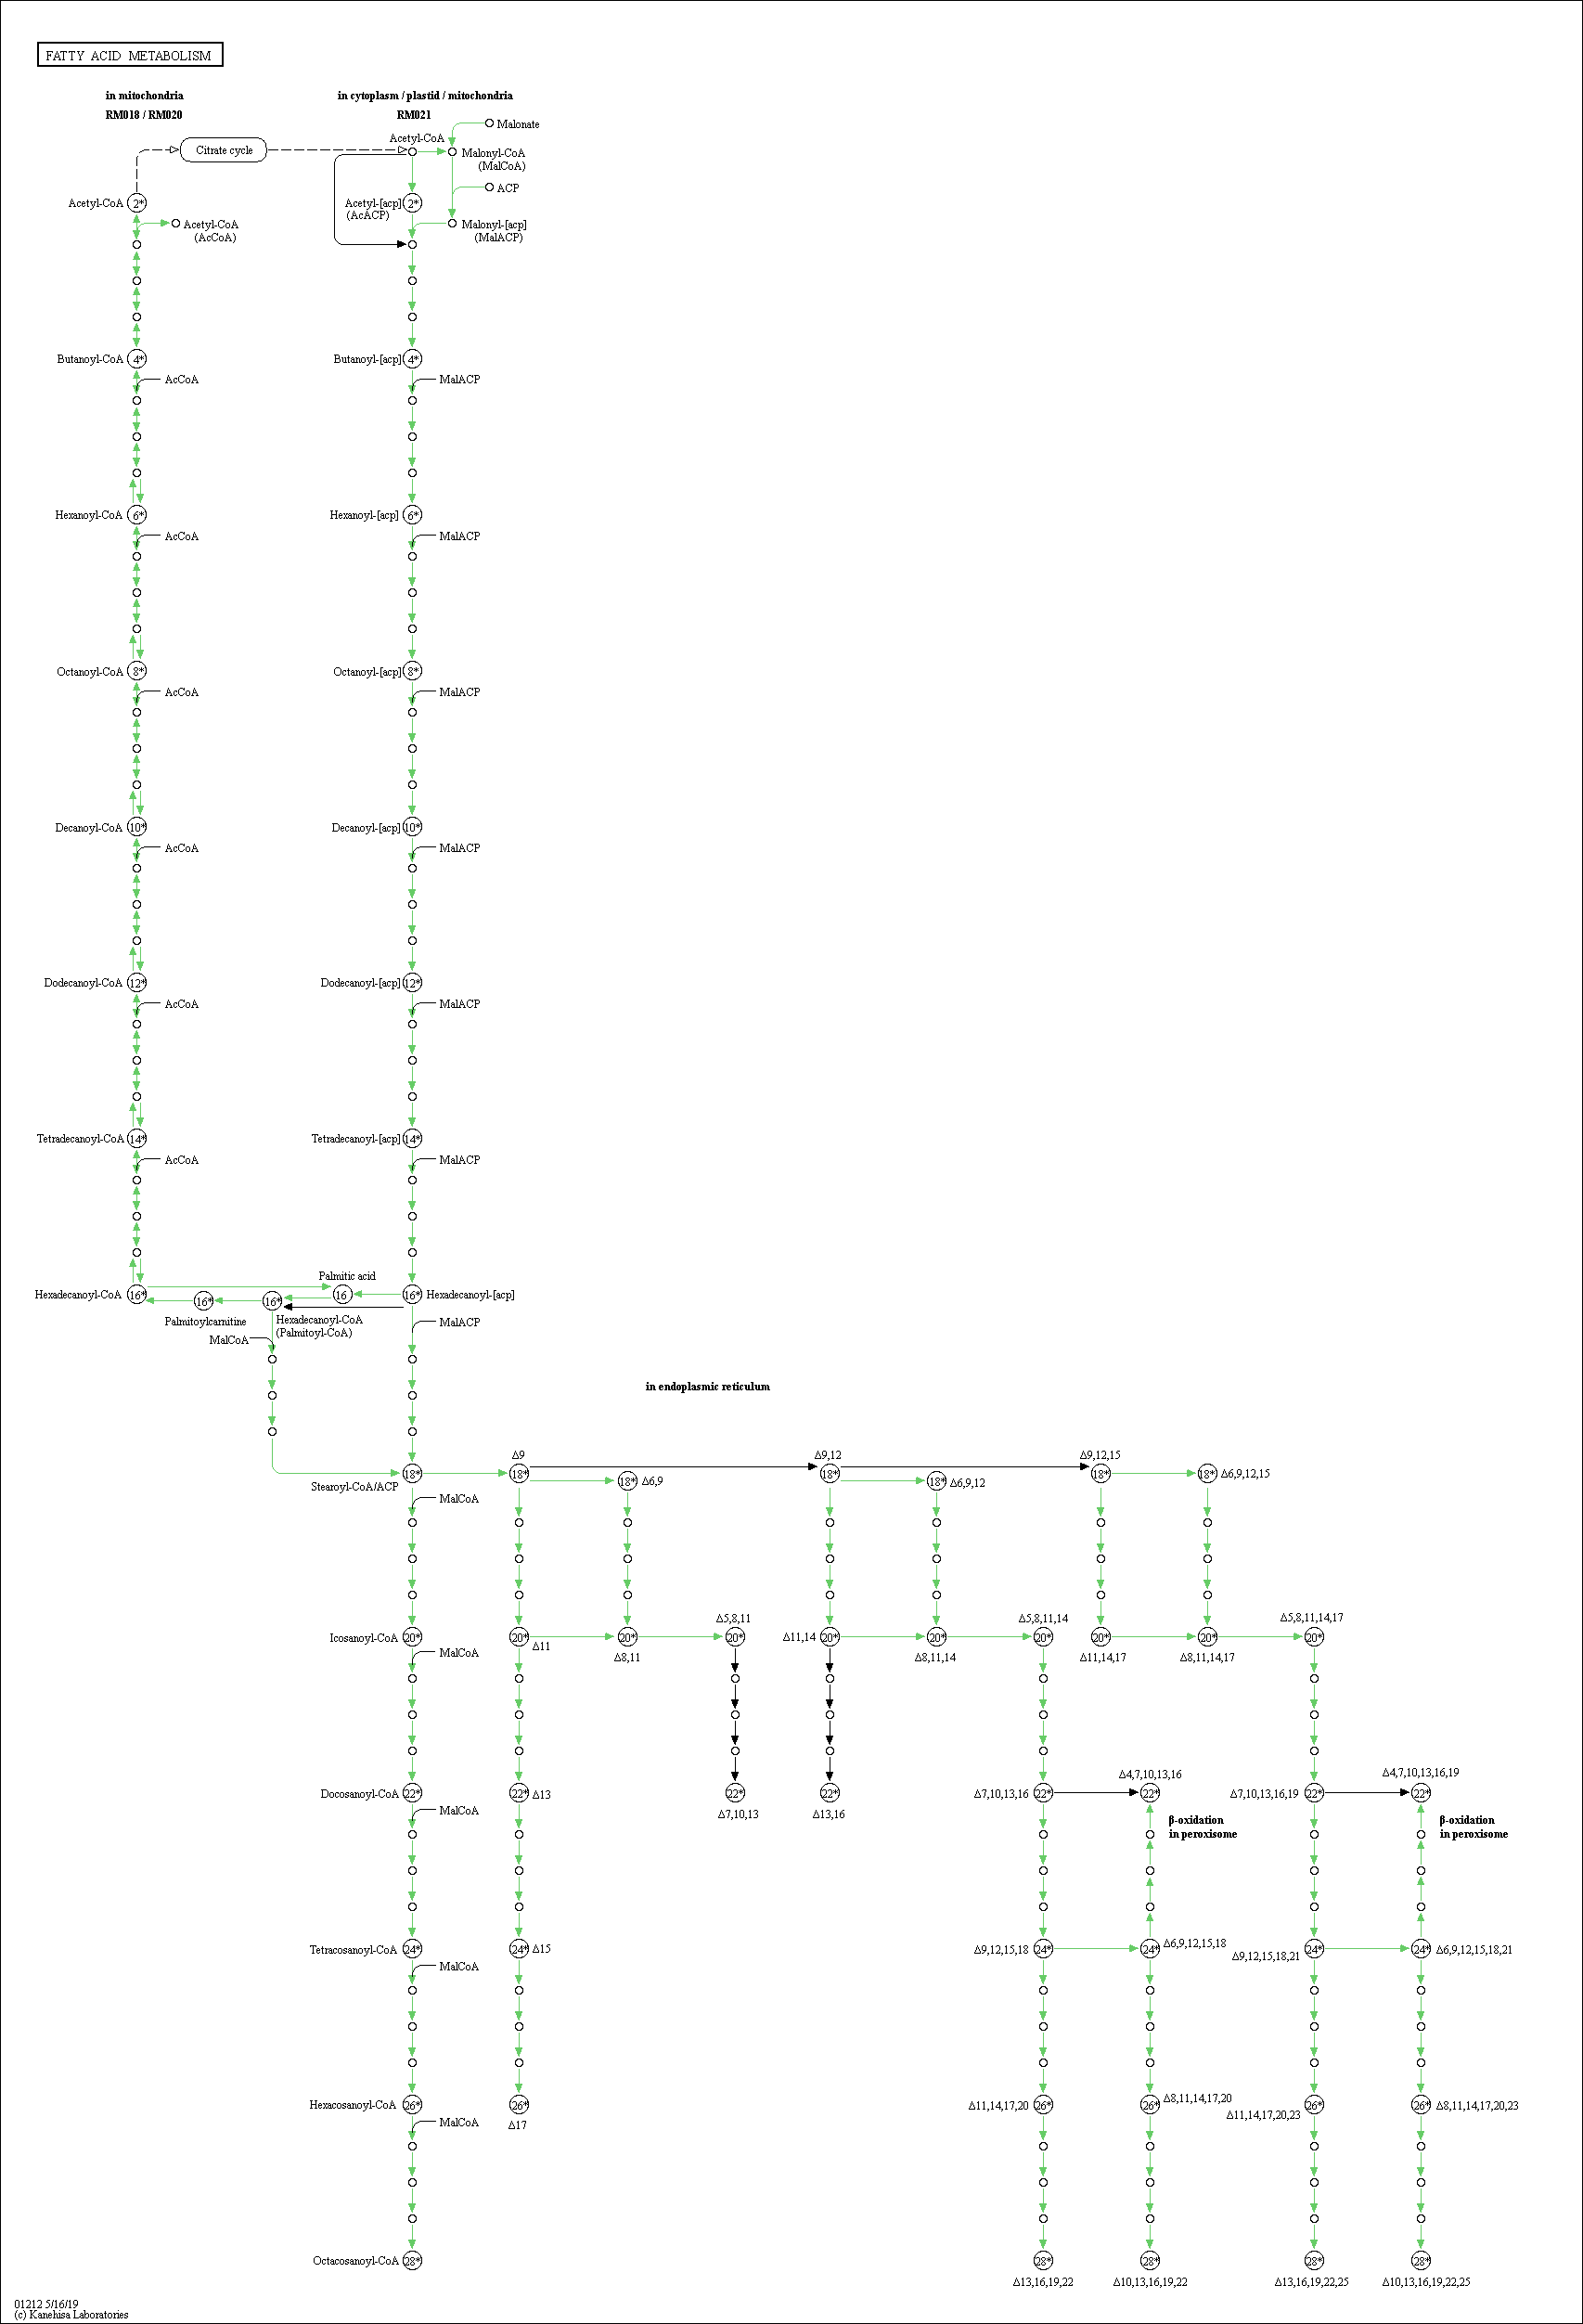 FATTY ACID METABOLISM
in mitochondria
RM018 / RM020
in cytoplasm / plastid / mitochondria
RM021
Malonate
Acetyl-CoA
Citrate cycle
Malonyl-CoA
(MalCoA)
ACP
Acetyl-CoA 2*
Acetyl-[acp] 2*
(AcACP)
Acetyl-CoA
(AcCoA)
Malonyl-[acp]
(MalACP)
Butanoyl-CoA 4*
Butanoyl-[acp] 4*
AcCoA
MalACP
Hexanoyl-CoA 6*
Hexanoyl-[acp] 6*
AcCoA
MalACP
Octanoyl-CoA 8*
Octanoyl-[acp] 8*
AcCoA
MalACP
Decanoyl-CoA 10*
Decanoyl-[acp] 10*
AcCoA
MalACP
Dodecanoyl-CoA 12*
Dodecanoyl-[acp] 12*
AcCoA
MalACP
Tetradecanoyl-CoA 14*
Tetradecanoyl-[acp] 14*
AcCoA
MalACP
Palmitic acid
Hexadecanoyl-CoA 16*
16*
16*
16
16* Hexadecanoyl-[acp]
Palmitoylcarnitine
Hexadecanoyl-CoA
(Palmitoyl-CoA)
MalACP
MalCoA
in endoplasmic reticulum
Δ9
Δ9,12
Δ9,12,15
18*
18*
18* Δ6,9
18*
18* Δ6,9,12
18*
18* Δ6,9,12,15
Stearoyl-CoA/ACP
MalCoA
Δ5,8,11
Δ5,8,11,14
Δ5,8,11,14,17
Icosanoyl-CoA 20*
20* Δ11
20*
20*
Δ11,14 20*
20*
20*
20*
20*
20*
MalCoA
Δ8,11
Δ8,11,14
Δ11,14,17
Δ8,11,14,17
Δ4,7,10,13,16
Δ4,7,10,13,16,19
Docosanoyl-CoA 22*
22* Δ13
22*
22*
Δ7,10,13,16 22*
22*
Δ7,10,13,16,19 22*
22*
MalCoA
Δ7,10,13
Δ13,16
β-oxidation
in peroxisome
β-oxidation
in peroxisome
Tetracosanoyl-CoA 24*
24* Δ15
Δ9,12,15,18 24*
24* Δ6,9,12,15,18
Δ9,12,15,18,21 24*
24* Δ6,9,12,15,18,21
MalCoA
Hexacosanoyl-CoA 26*
26*
Δ11,14,17,20 26*
26* Δ8,11,14,17,20
Δ11,14,17,20,23 26*
26* Δ8,11,14,17,20,23
MalCoA
Δ17
Octacosanoyl-CoA 28*
28*
28*
28*
28*
Δ13,16,19,22
Δ10,13,16,19,22
Δ13,16,19,22,25
Δ10,13,16,19,22,25
01212 5/16/19
(c) Kanehisa Laboratories